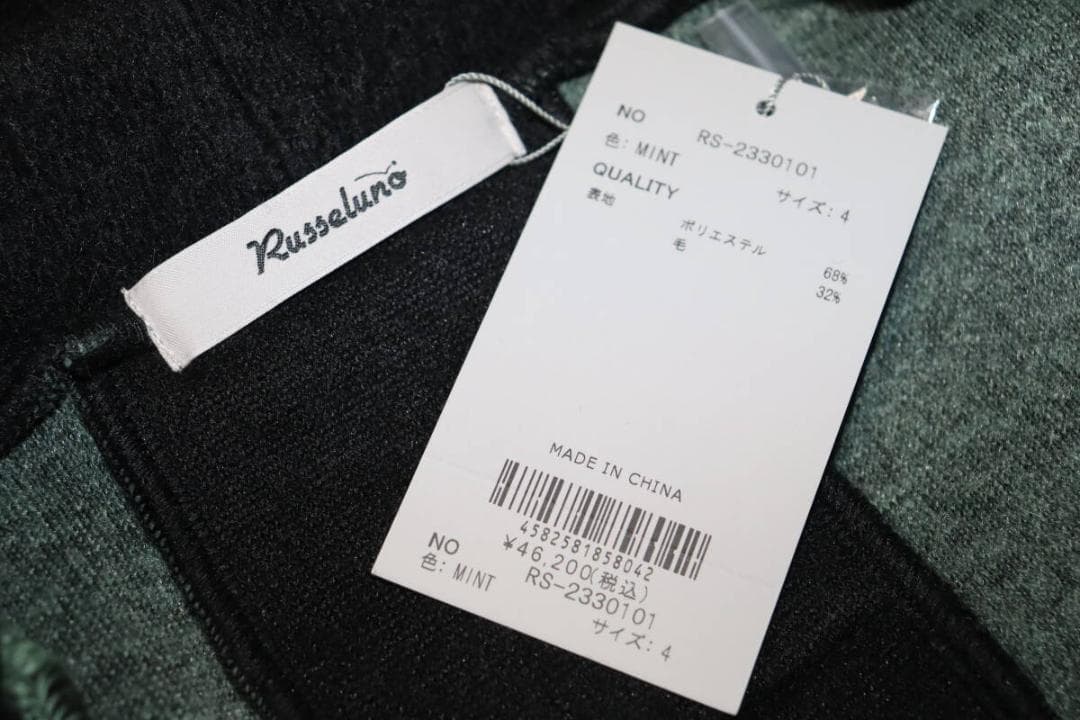 Russeluno
NO RS-2330101
色: MINT サイズ: 4
QUALITY
表地 ポリエステル 68%
毛 32%
MADE IN CHINA
4582581858042
¥46,200(税込)
NO RS-2330101
色: MINT サイズ: 4